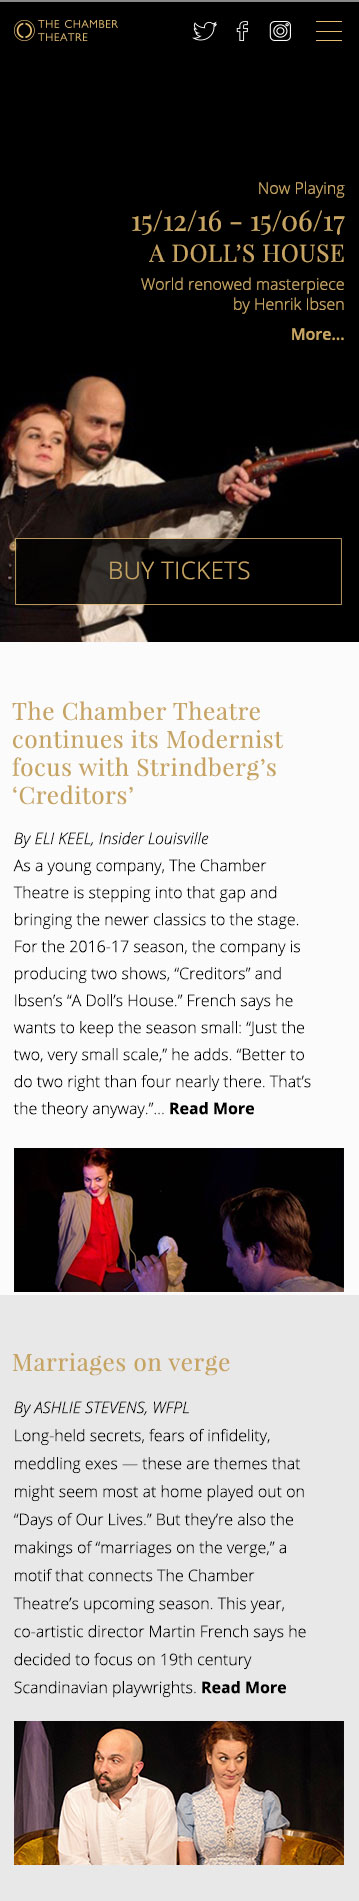 THE CHAMBER
THEATRE
Now Playing
15/12/16 – 15/06/17
A DOLL’S HOUSE
World renowed masterpiece
by Henrik Ibsen
More...
BUY TICKETS
The Chamber Theatre
continues its Modernist
focus with Strindberg’s
‘Creditors’
By ELI KEEL, Insider Louisville
As a young company, The Chamber
Theatre is stepping into that gap and
bringing the newer classics to the stage.
For the 2016-17 season, the company is
producing two shows, “Creditors” and
Ibsen’s “A Doll’s House.” French says he
wants to keep the season small: “Just the
two, very small scale,” he adds. “Better to
do two right than four nearly there. That’s
the theory anyway.”... Read More
Marriages on verge
By ASHLIE STEVENS, WFPL
Long-held secrets, fears of infidelity,
meddling exes — these are themes that
might seem most at home played out on
“Days of Our Lives.” But they’re also the
makings of “marriages on the verge,” a
motif that connects The Chamber
Theatre’s upcoming season. This year,
co-artistic director Martin French says he
decided to focus on 19th century
Scandinavian playwrights. Read More